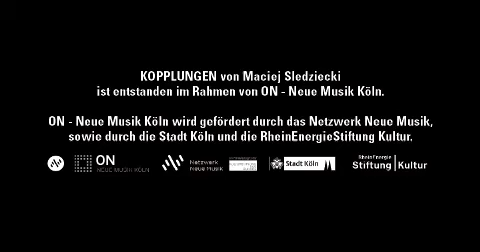 KOPPLUNGEN von Maciej Sledziecki
ist entstanden im Rahmen von ON - Neue Musik Köln.
ON - Neue Musik Köln wird gefördert durch das Netzwerk Neue Musik,
sowie durch die Stadt Köln und die RheinEnergieStiftung Kultur.
ON
NEUE MUSIK KÖLN
Netzwerk
Neue Musik
Stadt Köln
RheinEnergie
Stiftung Kultur